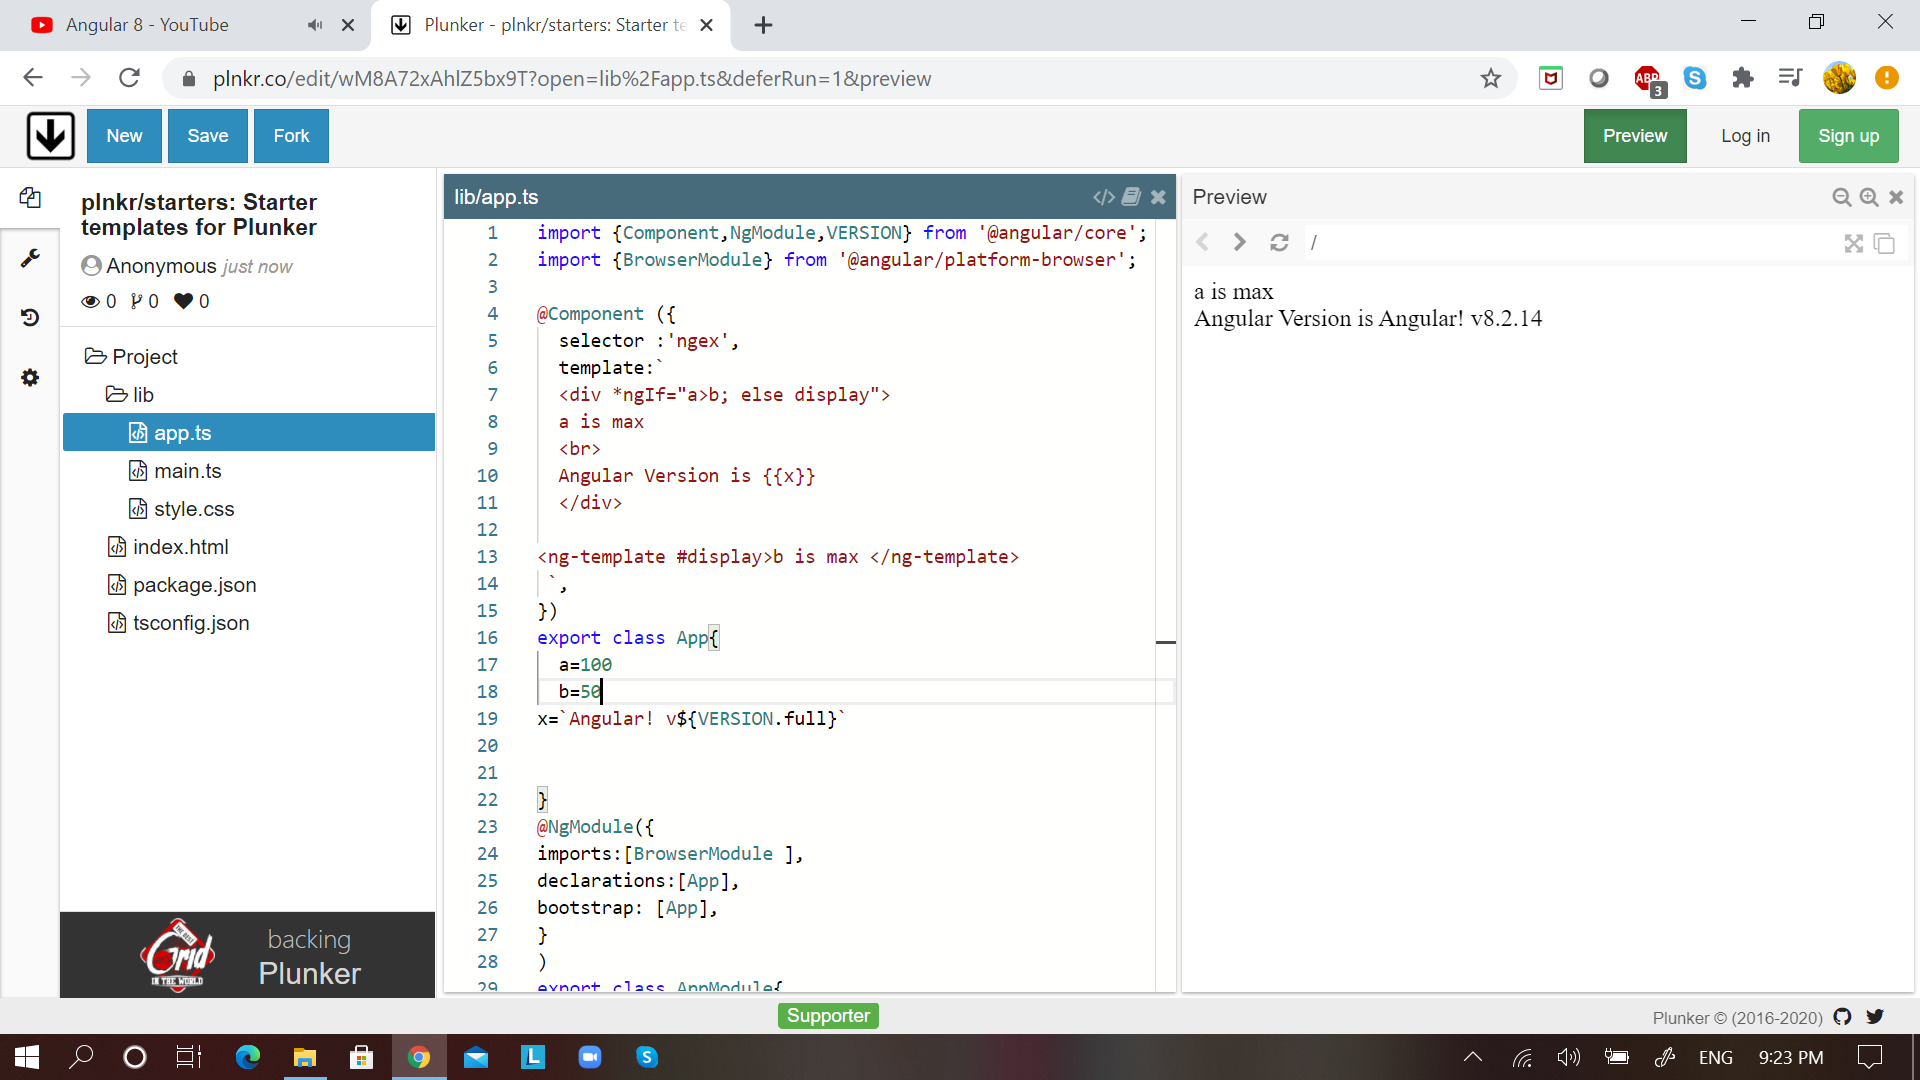 Angular 8 - YouTube
Plunker - plnkr/starters: Starter te
plnkr.co/edit/wM8A72xAhlZ5bx9T?open=lib%2Fapp.ts&deferRun=1&preview
ABP
3
S
New
Save
Fork
Preview
Log in
Sign up
plnkr/starters: Starter
templates for Plunker
Anonymous just now
0 0 0
Project
lib
app.ts
main.ts
style.css
index.html
package.json
tsconfig.json
THE BEST
Grid
IN THE WORLD
backing
Plunker
lib/app.ts
1 import {Component,NgModule,VERSION} from '@angular/core';
2 import {BrowserModule} from '@angular/platform-browser';
3
4 @Component ({
5 selector :'ngex',
6 template:`
7 <div *ngIf="a>b; else display">
8 a is max
9 <br>
10 Angular Version is {{x}}
11 </div>
12
13 <ng-template #display>b is max </ng-template>
14 `,
15 })
16 export class App{
17 a=100
18 b=50
19 x=`Angular! v${VERSION.full}`
20
21
22 }
23 @NgModule({
24 imports:[BrowserModule ],
25 declarations:[App],
26 bootstrap: [App],
27 }
28 )
29 export class AppModule{
Preview
/
a is max
Angular Version is Angular! v8.2.14
Supporter
Plunker © (2016-2020)
L
S
ENG
9:23 PM